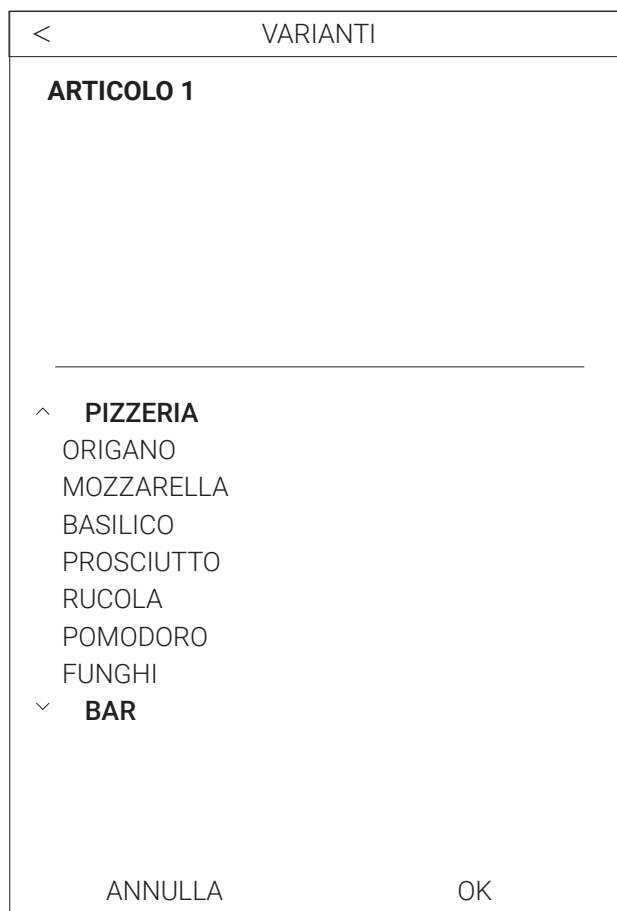 < VARIANTI
ARTICOLO 1
PIZZERIA
ORIGANO
MOZZARELLA
BASILICO
PROSCIUTTO
RUCOLA
POMODORO
FUNGHI
BAR
ANNULLA OK